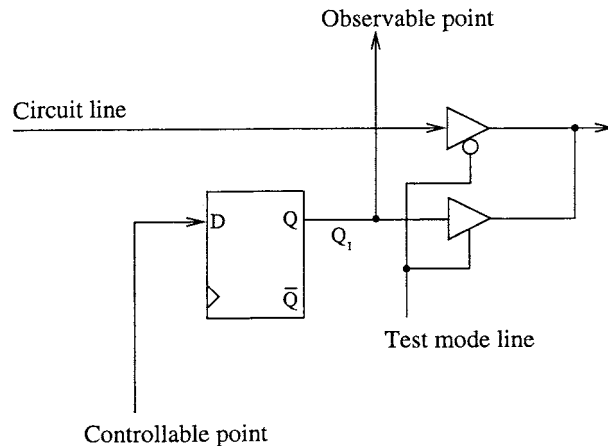 Observable point
Circuit line
D
Q
Q₁
Q̅
Test mode line
Controllable point